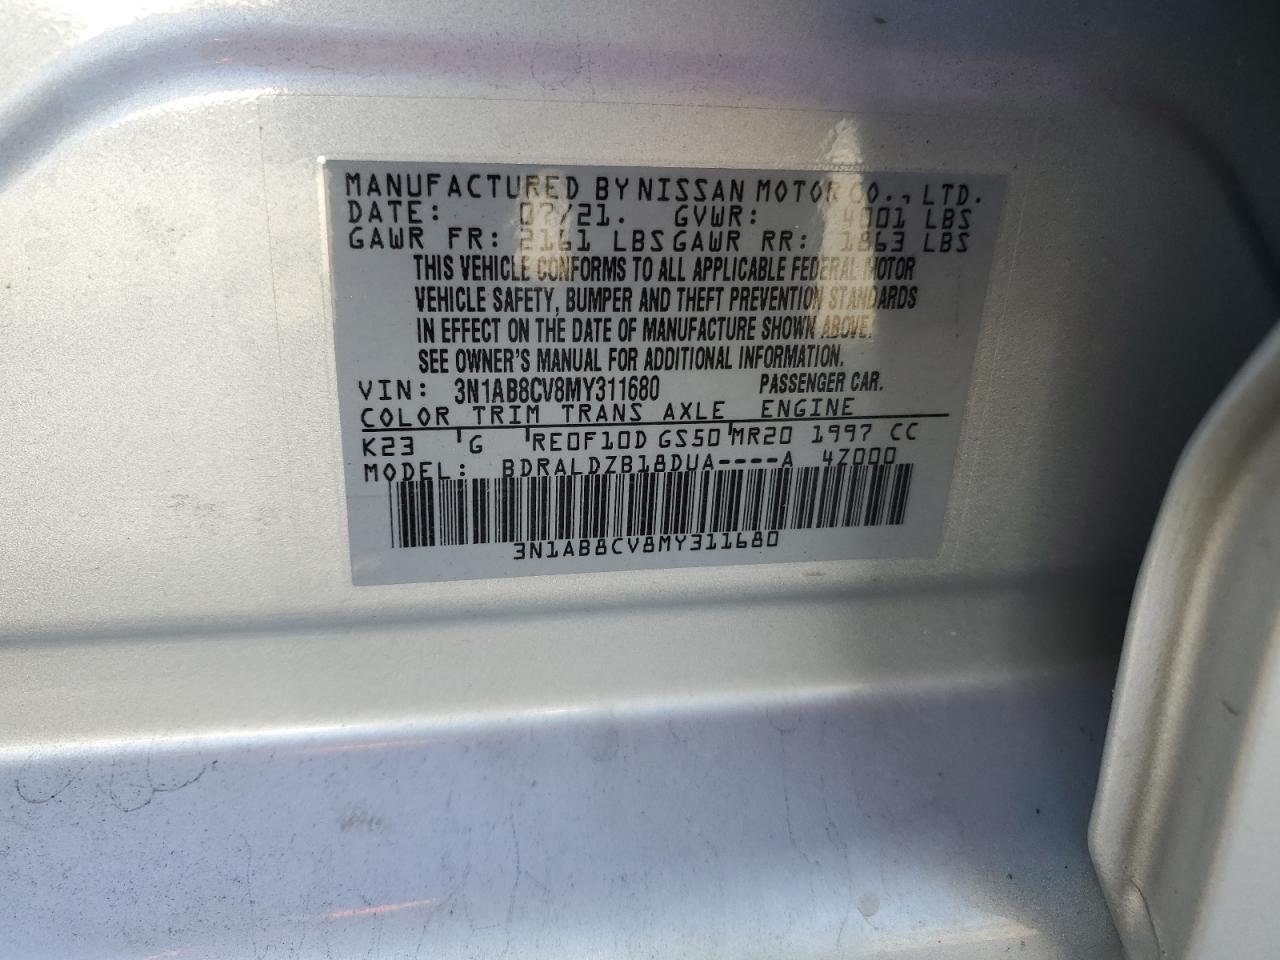 MANUFACTURED BY NISSAN MOTOR CO., LTD.
DATE: 07/21. GVWR: 4001 LBS
GAWR FR: 2161 LBS GAWR RR: 1863 LBS
THIS VEHICLE CONFORMS TO ALL APPLICABLE FEDERAL MOTOR
VEHICLE SAFETY, BUMPER AND THEFT PREVENTION STANDARDS
IN EFFECT ON THE DATE OF MANUFACTURE SHOWN ABOVE.
SEE OWNER'S MANUAL FOR ADDITIONAL INFORMATION.
VIN: 3N1AB8CV8MY311680 PASSENGER CAR.
COLOR TRIM TRANS AXLE ENGINE
K23 G RE0F10D GS50 MR20 1997 CC
MODEL: BDRALDZB18DUA----A 4Z000
3N1AB8CV8MY311680